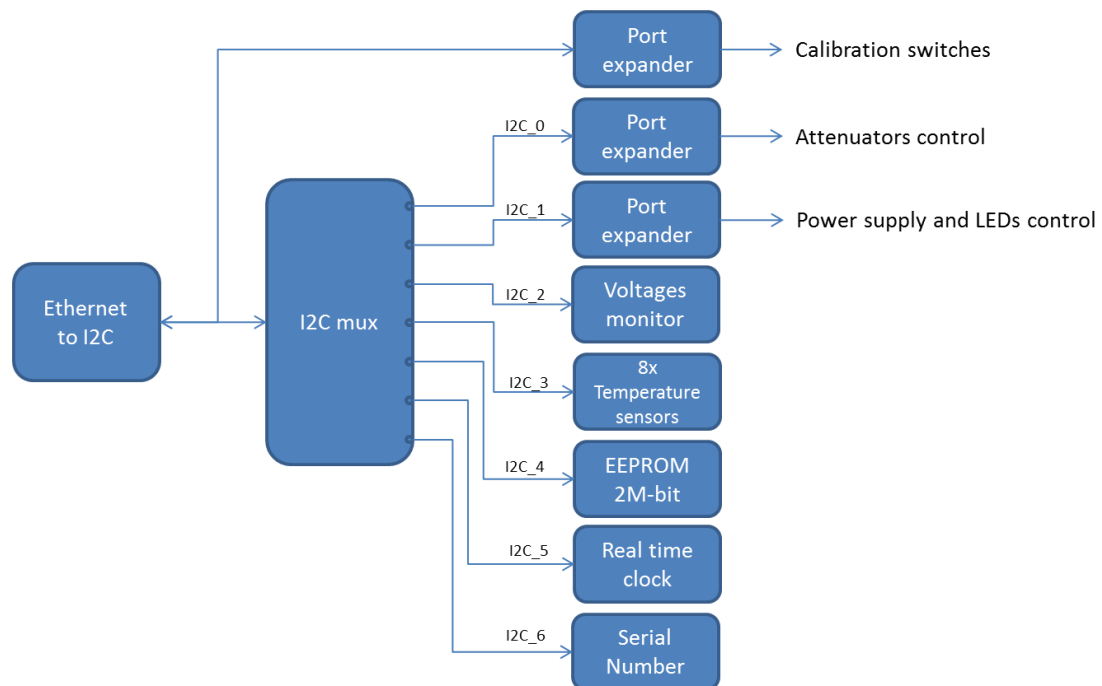 Port
expander
Calibration switches
I2C_0
Port
expander
Attenuators control
I2C_1
Port
expander
Power supply and LEDs control
Ethernet
to I2C
I2C mux
I2C_2
Voltages
monitor
I2C_3
8x
Temperature
sensors
I2C_4
EEPROM
2M-bit
I2C_5
Real time
clock
I2C_6
Serial
Number